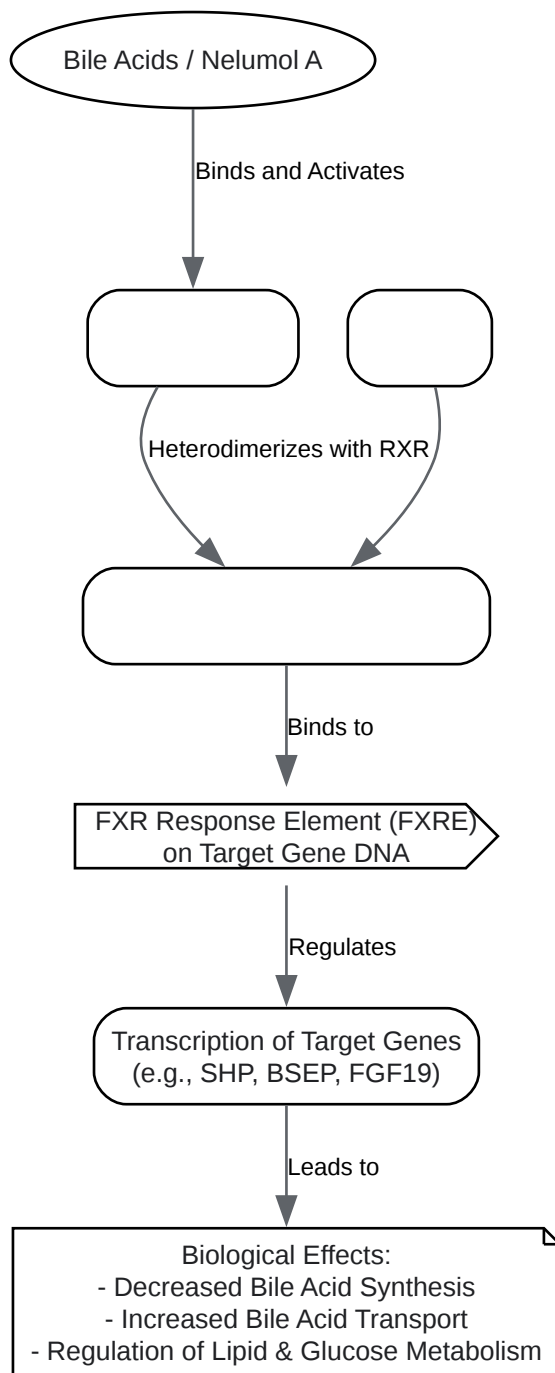 Bile Acids / Nelumol A
Binds and Activates
Heterodimerizes with RXR
Binds to
FXR Response Element (FXRE)
on Target Gene DNA
Regulates
Transcription of Target Genes
(e.g., SHP, BSEP, FGF19)
Leads to
Biological Effects:
- Decreased Bile Acid Synthesis
- Increased Bile Acid Transport
- Regulation of Lipid & Glucose Metabolism